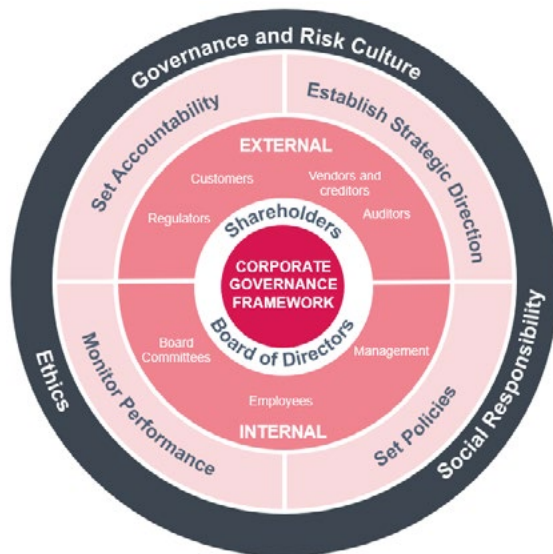 Governance and Risk Culture
Set Accountability
Establish Strategic Direction
EXTERNAL
Customers
Vendors and
creditors
Regulators
Auditors
Shareholders
CORPORATE
GOVERNANCE
FRAMEWORK
Board of Directors
Board
Committees
Management
Employees
INTERNAL
Monitor Performance
Set Policies
Ethics
Social Responsibility